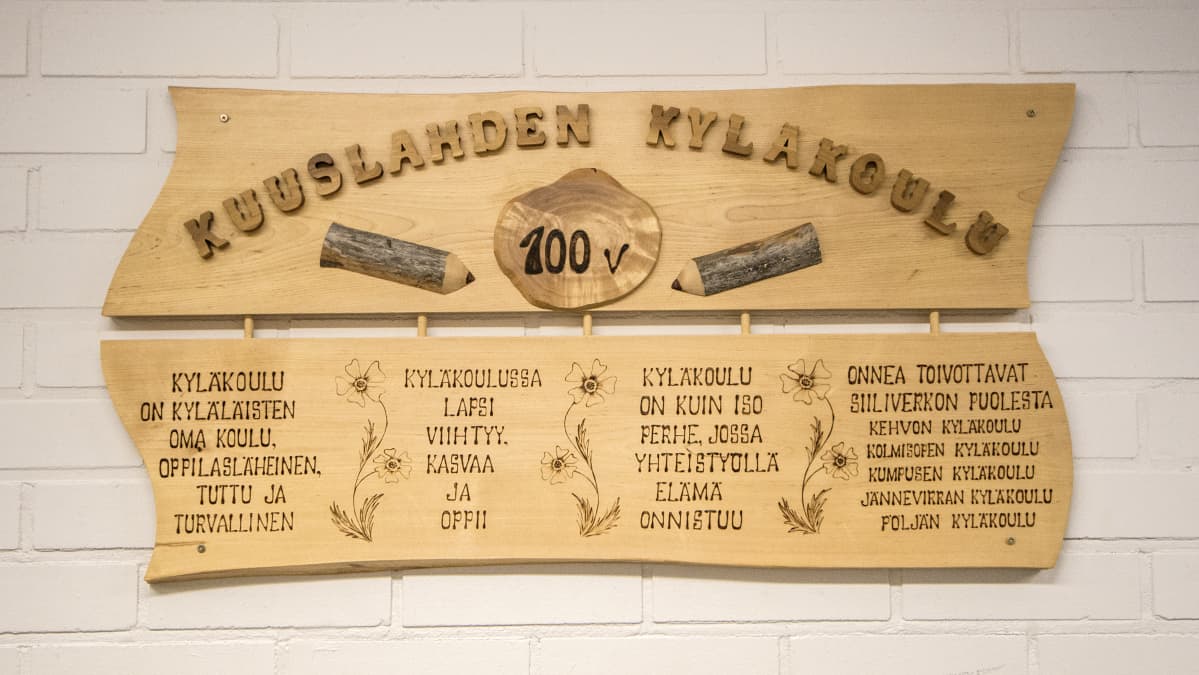 KUUSLAHDEN KYLÄKOULU
100 V
KYLÄKOULU
ON KYLÄLÄISTEN
OMA KOULU.
OPPILASLÄHEINEN,
TUTTU JA
TURVALLINEN
KYLÄKOULUSSA
LAPSI
VIIHTYY,
KASVAA
JA
OPPII
KYLÄKOULU
ON KUIN ISO
PERHE, JOSSA
YHTEISTYÖLLÄ
ELÄMÄ
ONNISTUU
ONNEA TOIVOTTAVAT
SIILIVERKON PUOLESTA
KEHVON KYLÄKOULU
KOLMISOPEN KYLÄKOULU
KUMPUSEN KYLÄKOULU
JÄNNEVIRRAN KYLÄKOULU
PÖLJÄN KYLÄKOULU